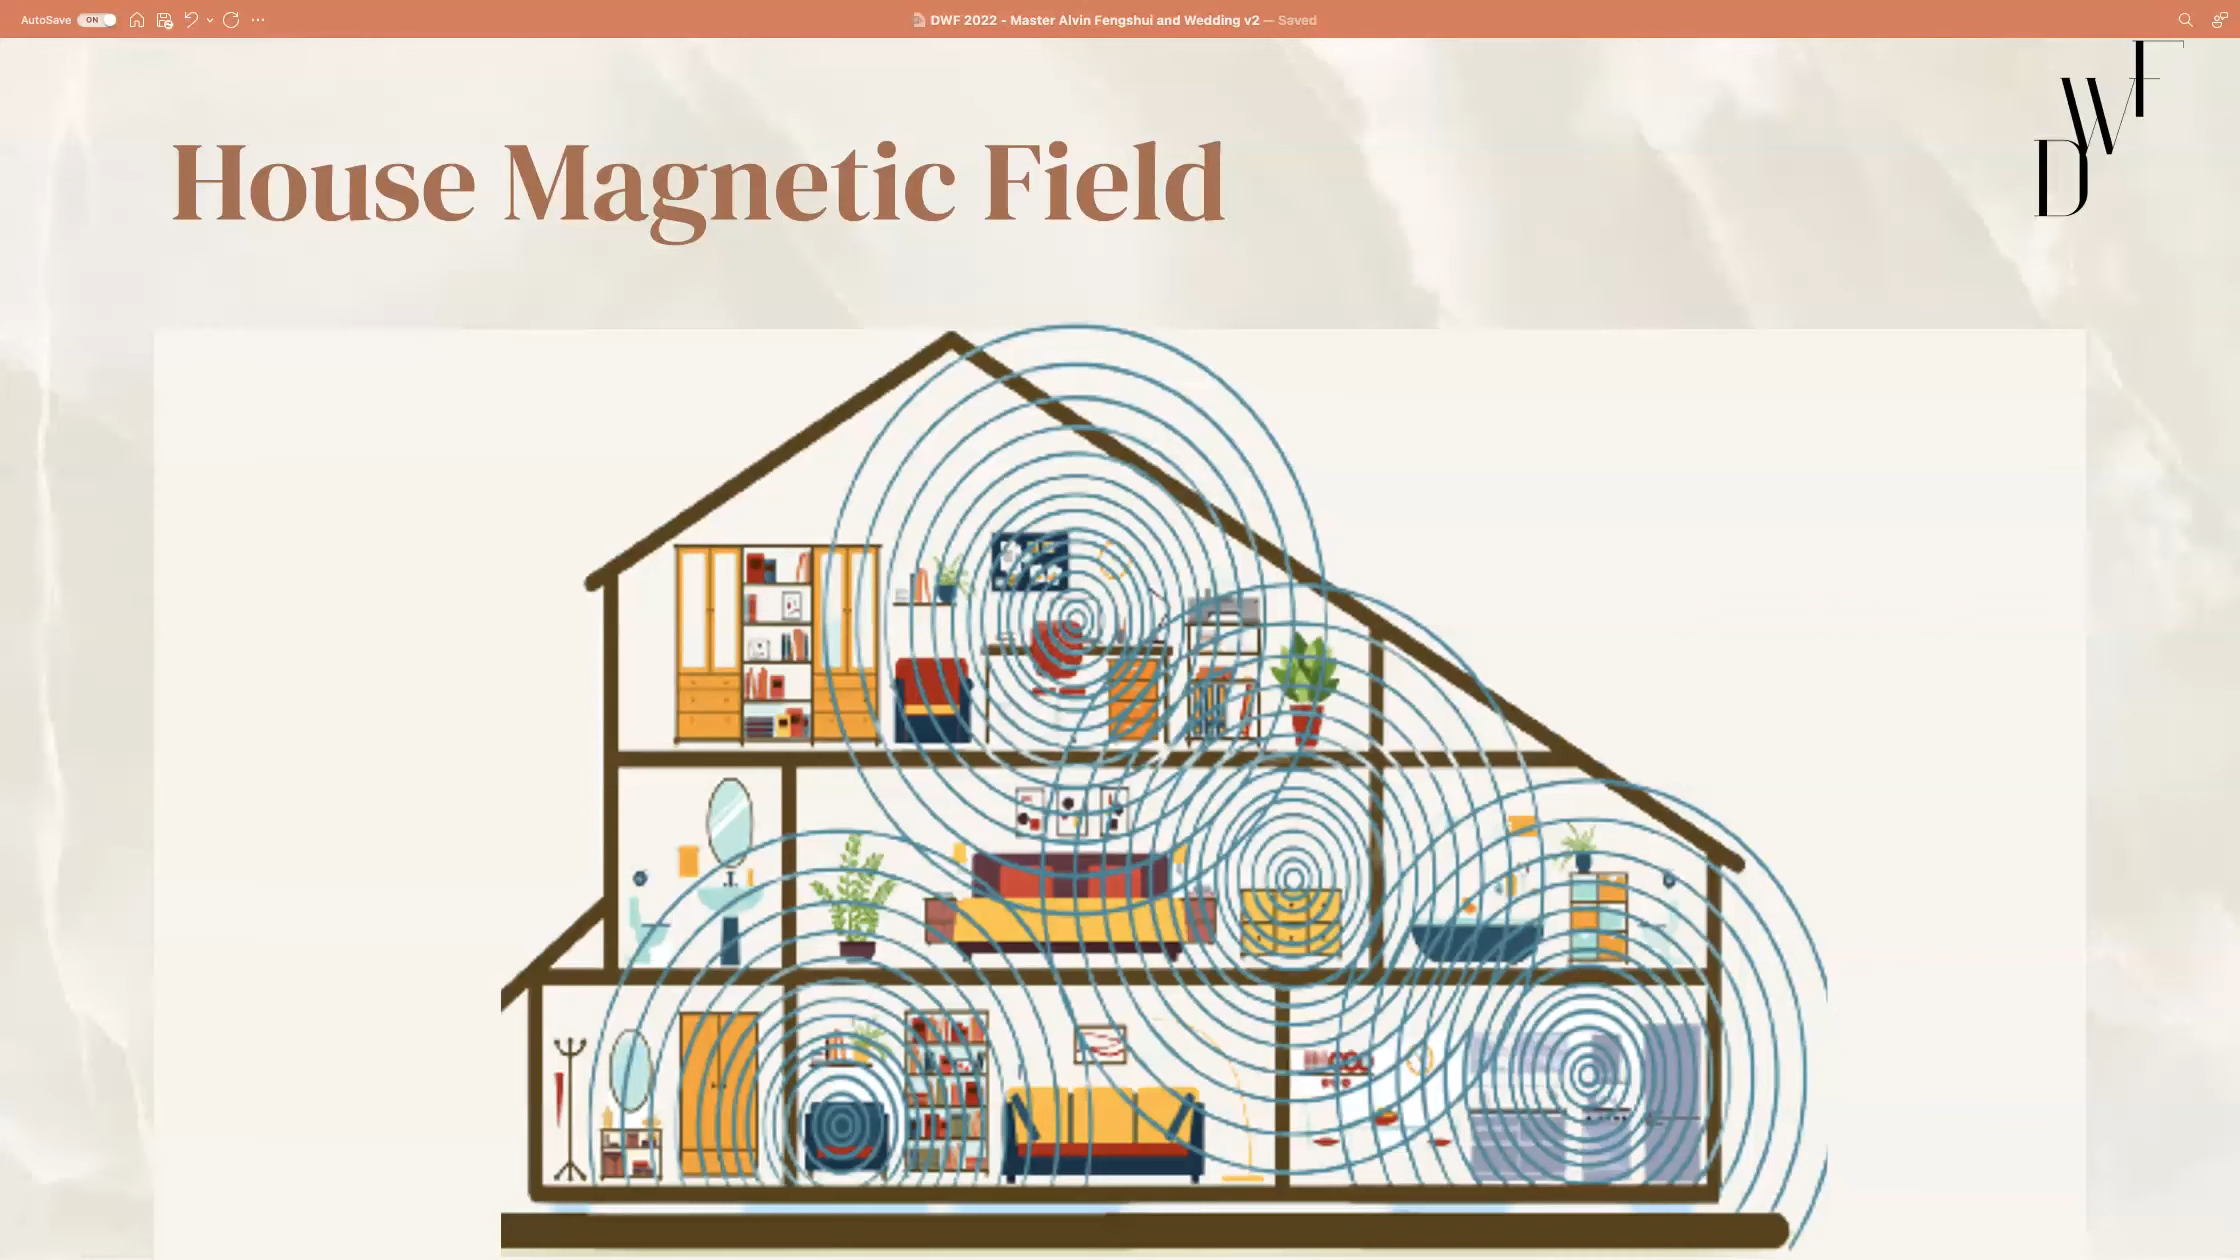 AutoSave ON DWF 2022 - Master Alvin Fengshui and Wedding v2 — Saved
DWF
House Magnetic Field